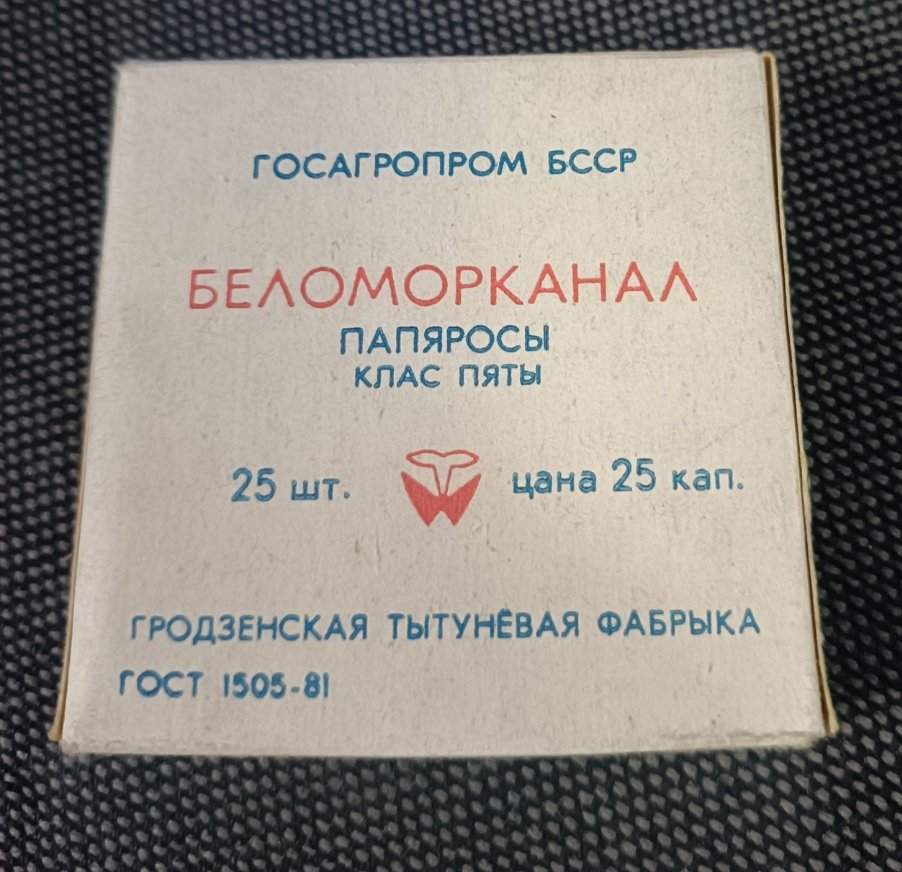 ГОСАГРОПРОМ БССР
БЕЛОМОРКАНАЛ
ПАПЯРОСЫ
КЛАС ПЯТЫ
25 шт. цана 25 кап.
ГРОДЗЕНСКАЯ ТЫТУНЁВАЯ ФАБРЫКА
ГОСТ 1505-81